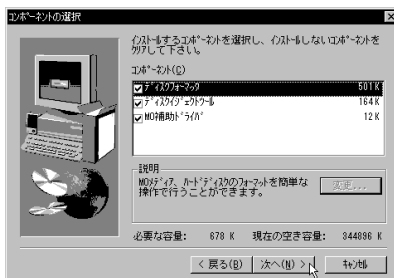 コンポーネントの選択
インストールするコンポーネントを選択し、インストールしないコンポーネントを
クリアして下さい。
コンポーネント(C)
ディスクフォーマッタ 501 K
ディスクイジェクトツール 164 K
MO補助ドライバ 12 K
説明
MOメディア、ハードディスクのフォーマットを簡単な
操作で行うことができます。
変更...
必要な容量: 678 K 現在の空き容量: 344896 K
< 戻る(B) 次へ(N) > キャンセル